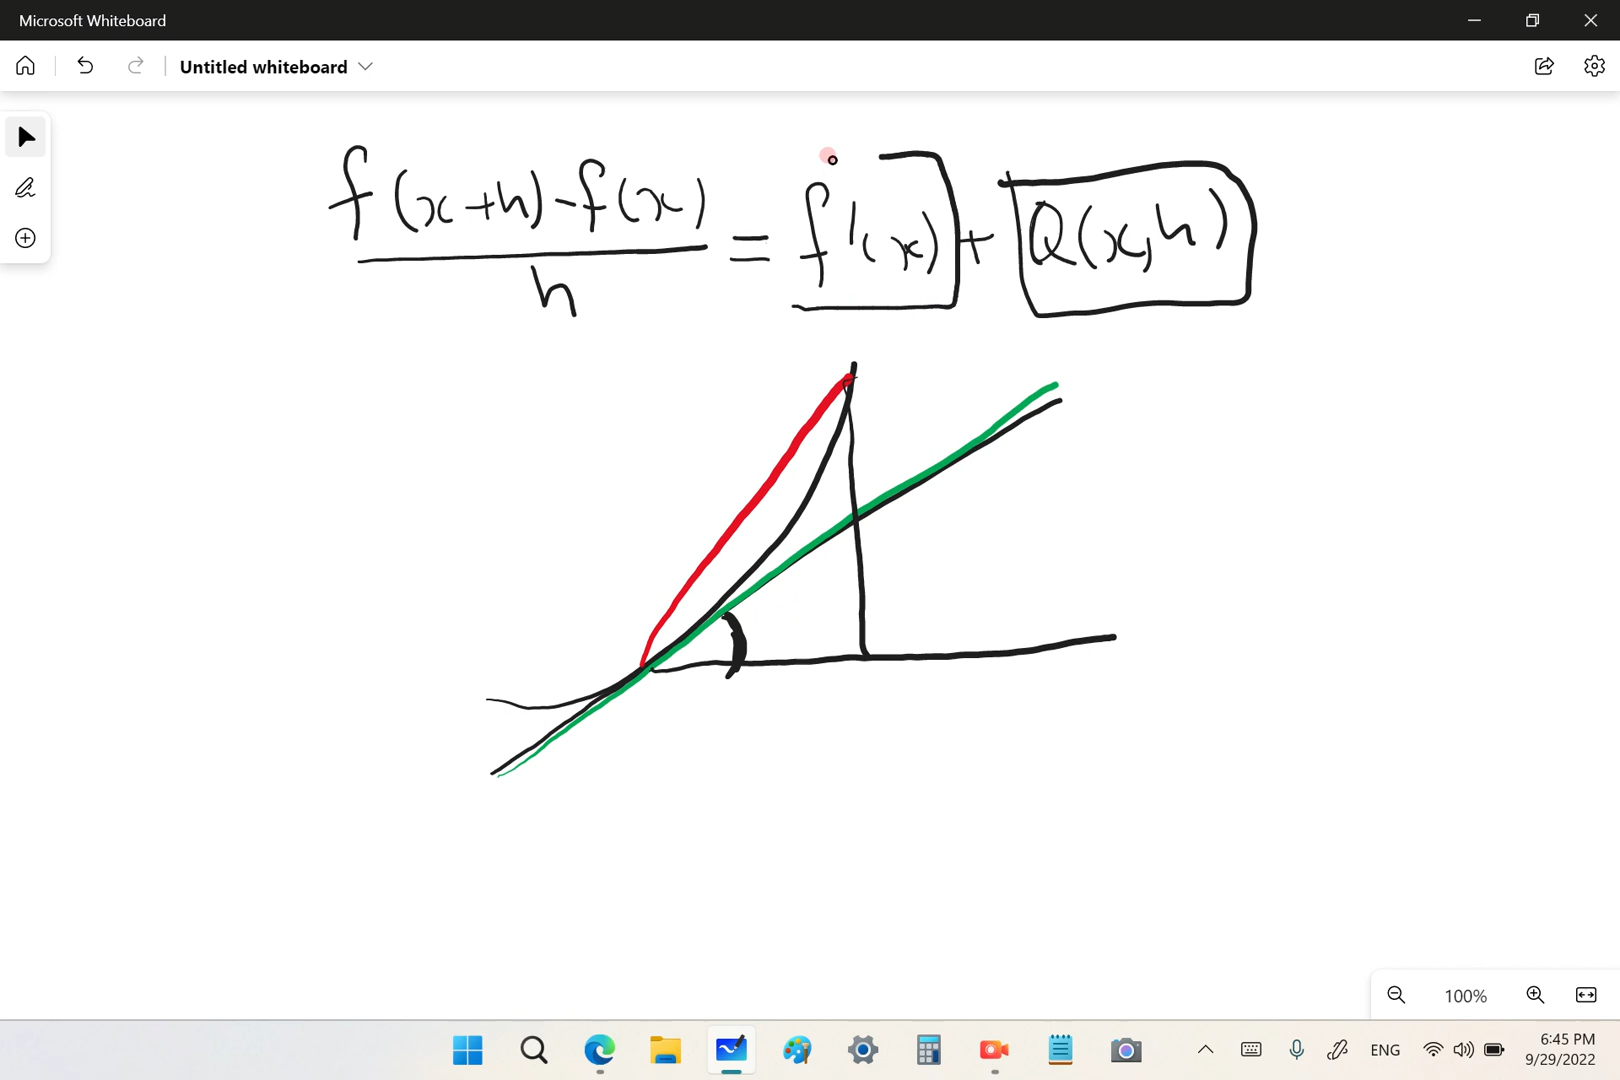 Microsoft Whiteboard
Untitled whiteboard
f(x+h)-f(x)
h
= f'(x) + Q(x,h)
100%
ENG
6:45 PM
9/29/2022